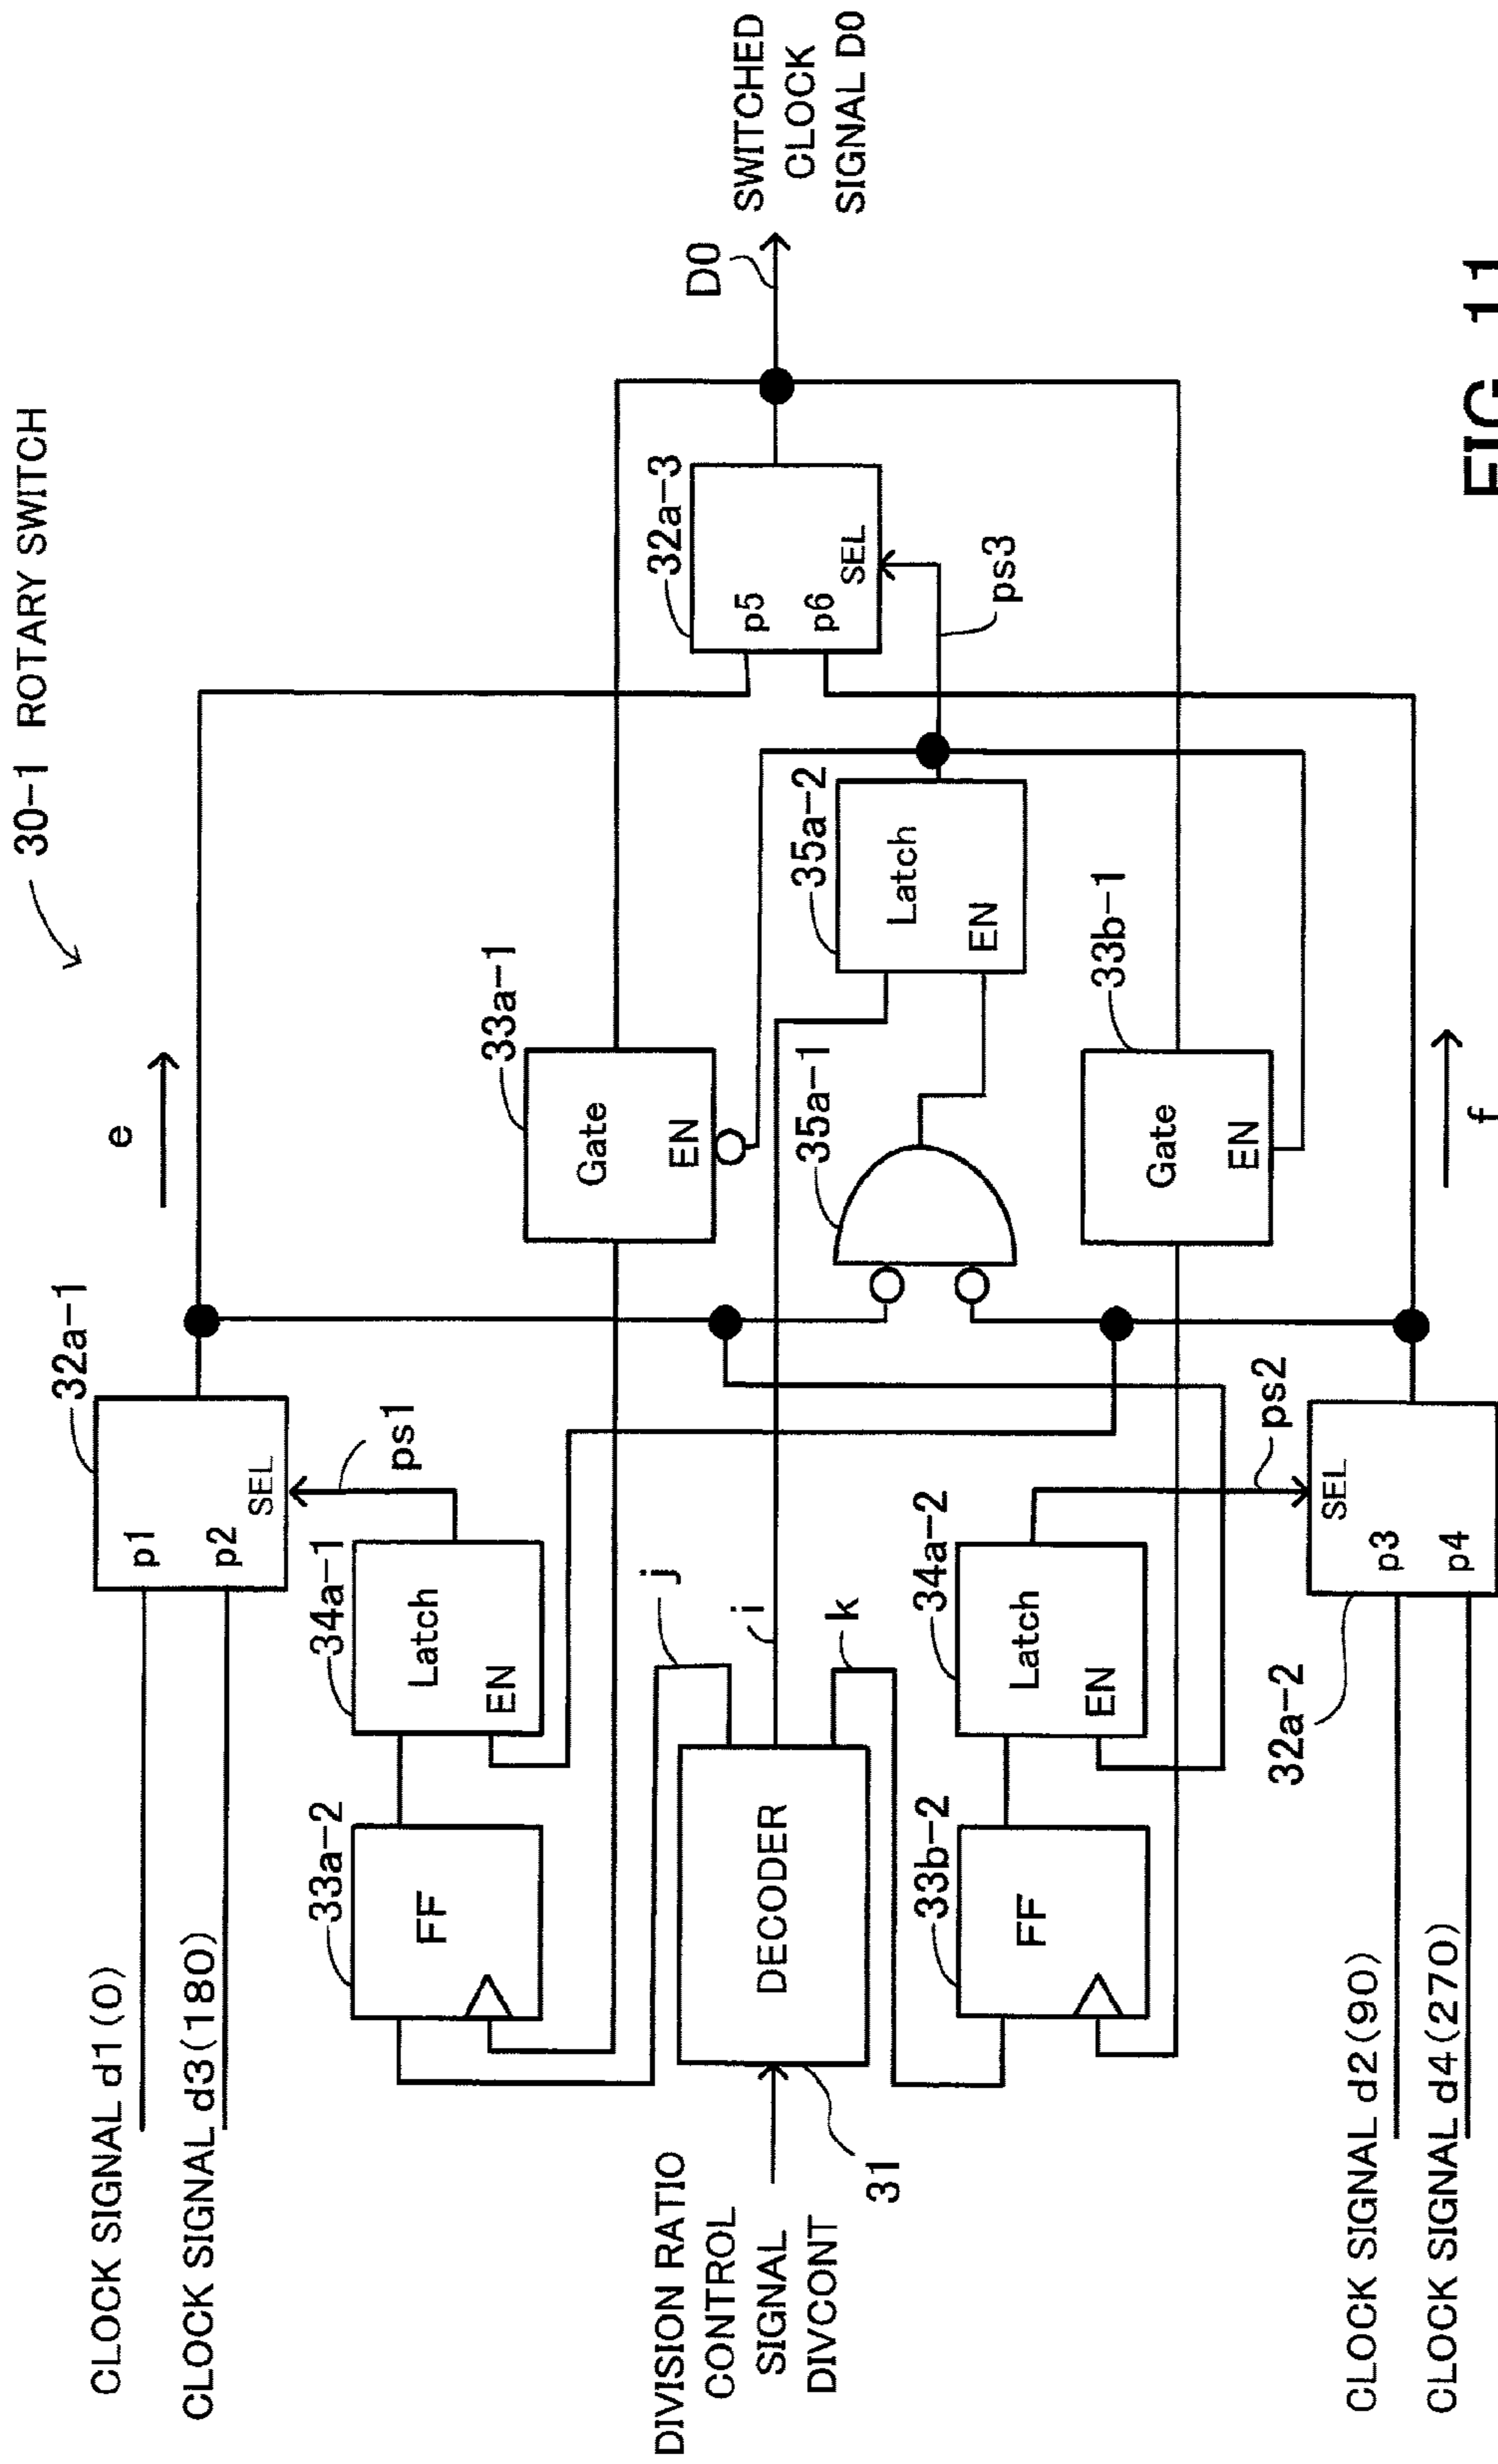 30-1 ROTARY SWITCH
CLOCK SIGNAL d1(0)
CLOCK SIGNAL d3(180)
p1
p2
SEL
32a-1
ps1
e
33a-2
FF
34a-1
Latch
EN
33a-1
Gate
EN
j
DIVISION RATIO
CONTROL
SIGNAL
DIVCONT
31
DECODER
i
k
35a-1
35a-2
Latch
EN
32a-3
p5
p6
SEL
ps3
D0
SWITCHED
CLOCK
SIGNAL D0
33b-2
FF
34a-2
Latch
EN
33b-1
Gate
EN
ps2
32a-2
SEL
p3
p4
CLOCK SIGNAL d2(90)
CLOCK SIGNAL d4(270)
f
FIG. 11